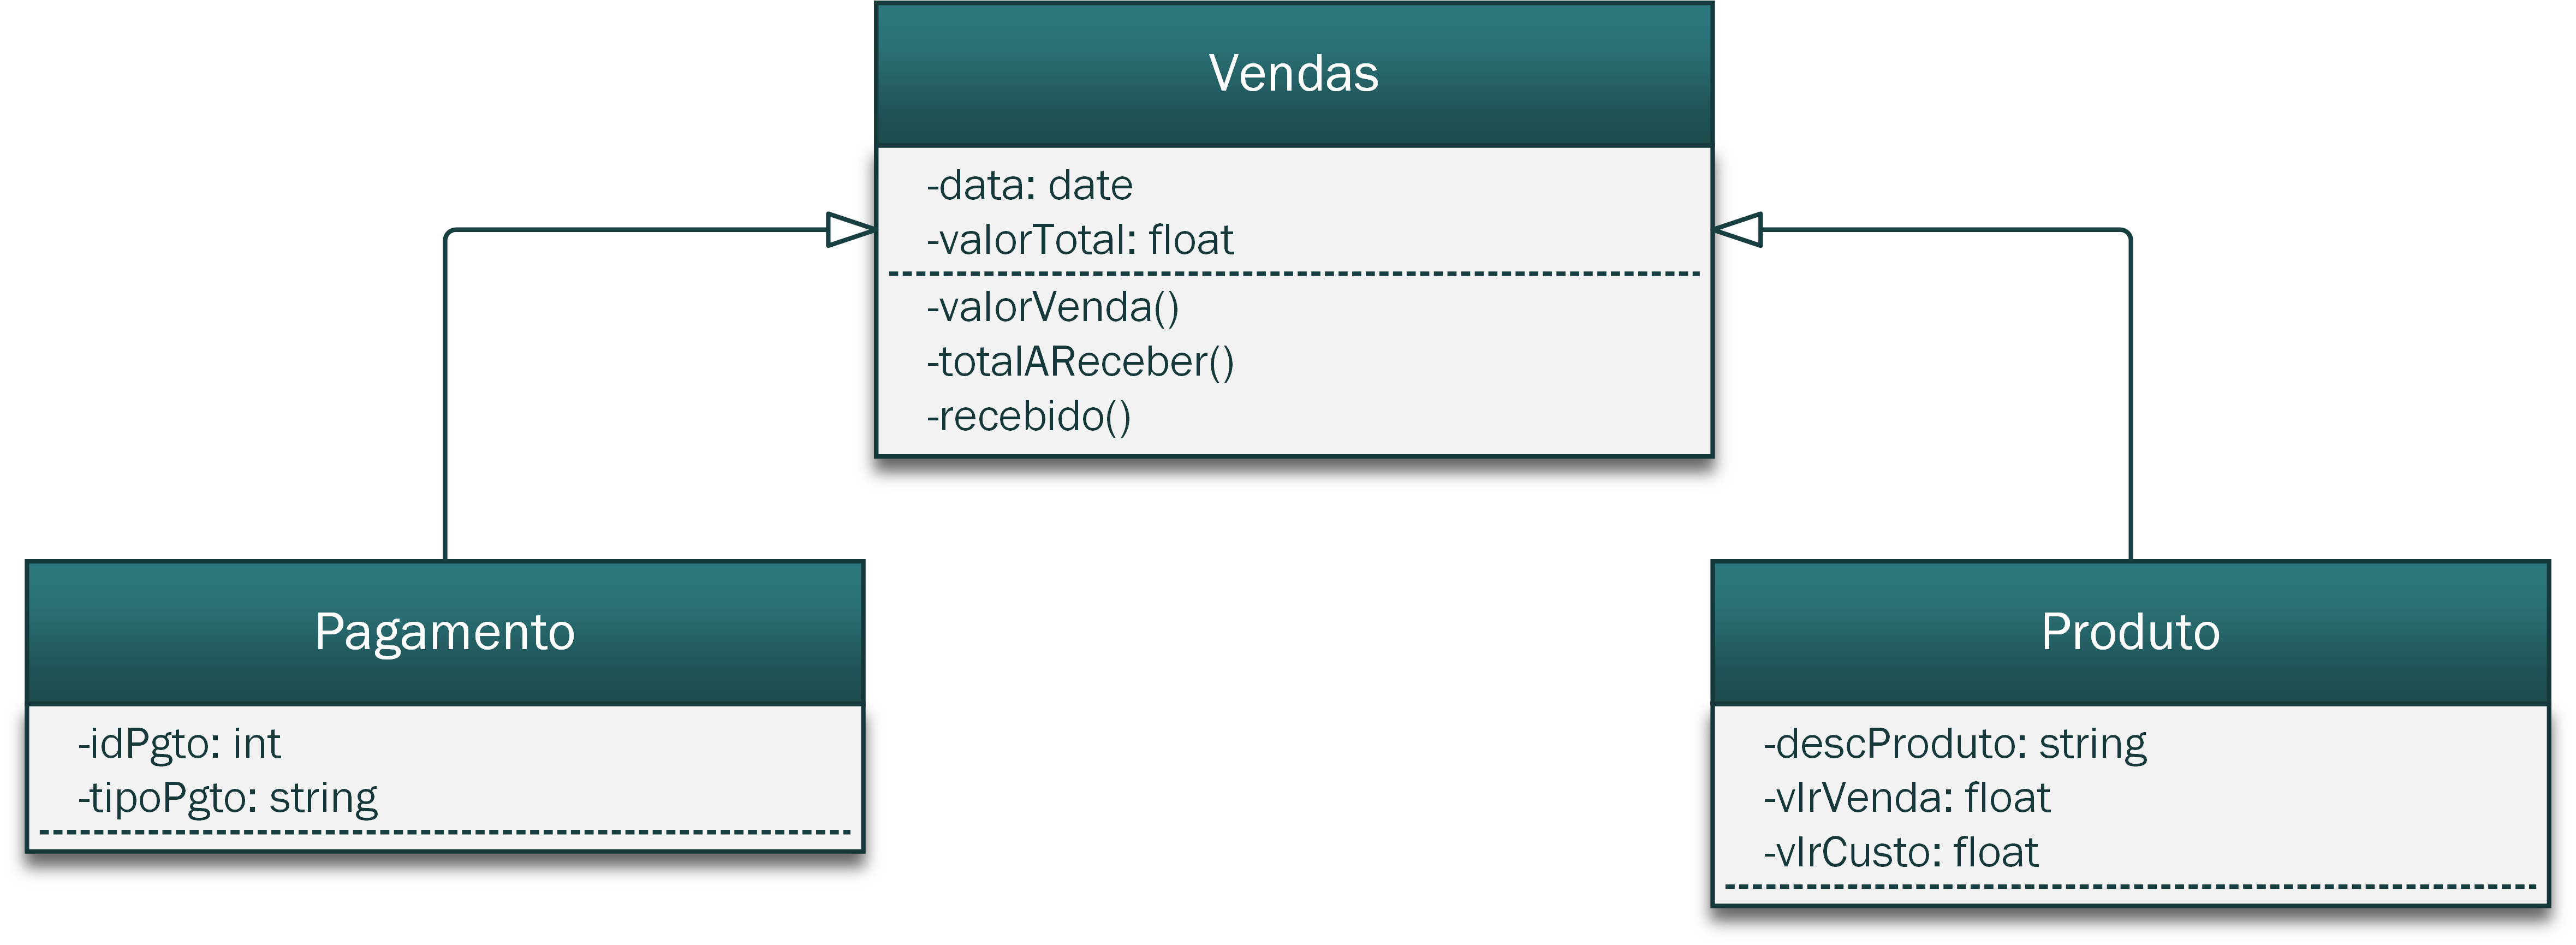 Vendas
-data: date
-valorTotal: float
-valorVenda()
-totalAReceber()
-recebido()
Pagamento
-idPgto: int
-tipoPgto: string
Produto
-descProduto: string
-vlrVenda: float
-vlrCusto: float